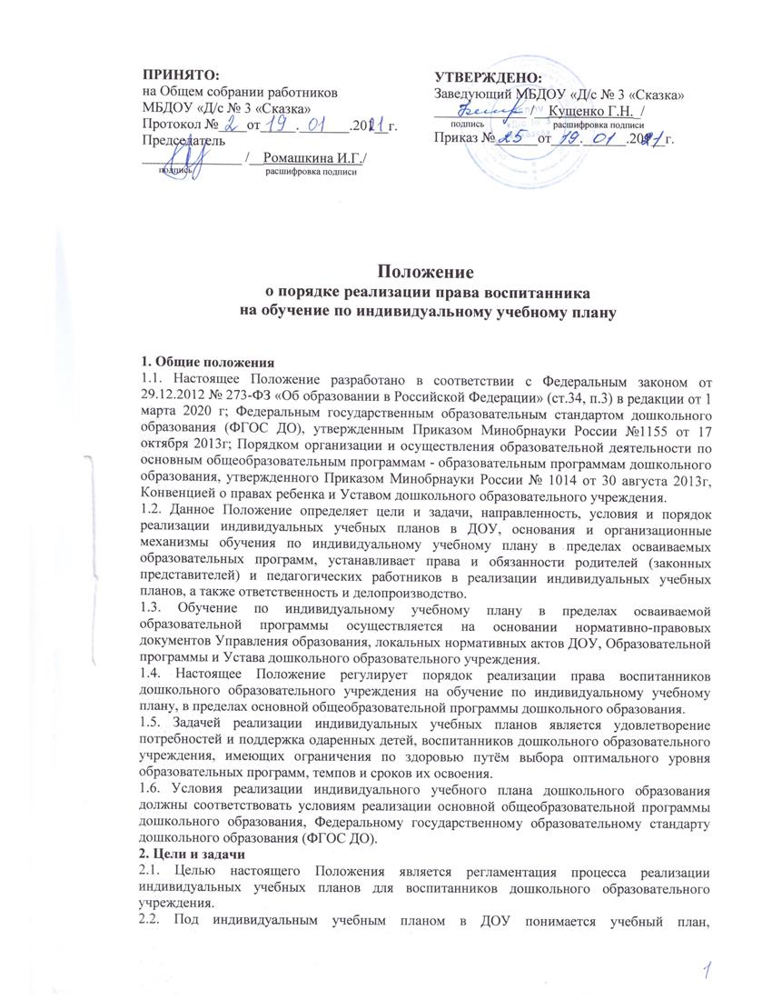 ПРИНЯТО:
на Общем собрании работников
МБДОУ «Д/с № 3 «Сказка»
Протокол № 2 от 19 . 01 .2021 г.
Председатель
/ Ромашкина И.Г./
подпись расшифровка подписи
УТВЕРЖДЕНО:
Заведующий МБДОУ «Д/с № 3 «Сказка»
/ Кущенко Г.Н. /
подпись расшифровка подписи
Приказ № 25 от 19 . 01 .2021 г.
Положение
о порядке реализации права воспитанника
на обучение по индивидуальному учебному плану
1. Общие положения
1.1. Настоящее Положение разработано в соответствии с Федеральным законом от
29.12.2012 № 273-ФЗ «Об образовании в Российской Федерации» (ст.34, п.3) в редакции от 1
марта 2020 г; Федеральным государственным образовательным стандартом дошкольного
образования (ФГОС ДО), утвержденным Приказом Минобрнауки России №1155 от 17
октября 2013г; Порядком организации и осуществления образовательной деятельности по
основным общеобразовательным программам - образовательным программам дошкольного
образования, утвержденного Приказом Минобрнауки России № 1014 от 30 августа 2013г,
Конвенцией о правах ребенка и Уставом дошкольного образовательного учреждения.
1.2. Данное Положение определяет цели и задачи, направленность, условия и порядок
реализации индивидуальных учебных планов в ДОУ, основания и организационные
механизмы обучения по индивидуальному учебному плану в пределах осваиваемых
образовательных программ, устанавливает права и обязанности родителей (законных
представителей) и педагогических работников в реализации индивидуальных учебных
планов, а также ответственность и делопроизводство.
1.3. Обучение по индивидуальному учебному плану в пределах осваиваемой
образовательной программы осуществляется на основании нормативно-правовых
документов Управления образования, локальных нормативных актов ДОУ, Образовательной
программы и Устава дошкольного образовательного учреждения.
1.4. Настоящее Положение регулирует порядок реализации права воспитанников
дошкольного образовательного учреждения на обучение по индивидуальному учебному
плану, в пределах основной общеобразовательной программы дошкольного образования.
1.5. Задачей реализации индивидуальных учебных планов является удовлетворение
потребностей и поддержка одаренных детей, воспитанников дошкольного образовательного
учреждения, имеющих ограничения по здоровью путём выбора оптимального уровня
образовательных программ, темпов и сроков их освоения.
1.6. Условия реализации индивидуального учебного плана дошкольного образования
должны соответствовать условиям реализации основной общеобразовательной программы
дошкольного образования, Федеральному государственному образовательному стандарту
дошкольного образования (ФГОС ДО).
2. Цели и задачи
2.1. Целью настоящего Положения является регламентация процесса реализации
индивидуальных учебных планов для воспитанников дошкольного образовательного
учреждения.
2.2. Под индивидуальным учебным планом в ДОУ понимается учебный план,
1